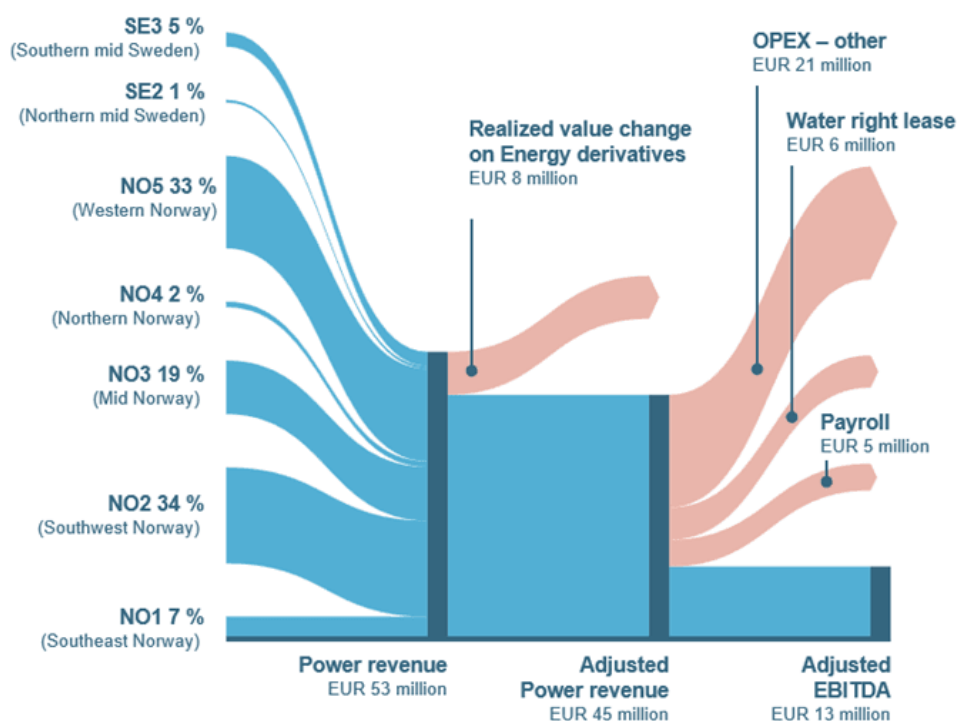 SE3 5 %
(Southern mid Sweden)
SE2 1 %
(Northern mid Sweden)
NO5 33 %
(Western Norway)
NO4 2 %
(Northern Norway)
NO3 19 %
(Mid Norway)
NO2 34 %
(Southwest Norway)
NO1 7 %
(Southeast Norway)
Realized value change
on Energy derivatives
EUR 8 million
OPEX – other
EUR 21 million
Water right lease
EUR 6 million
Payroll
EUR 5 million
Power revenue
EUR 53 million
Adjusted
Power revenue
EUR 45 million
Adjusted
EBITDA
EUR 13 million